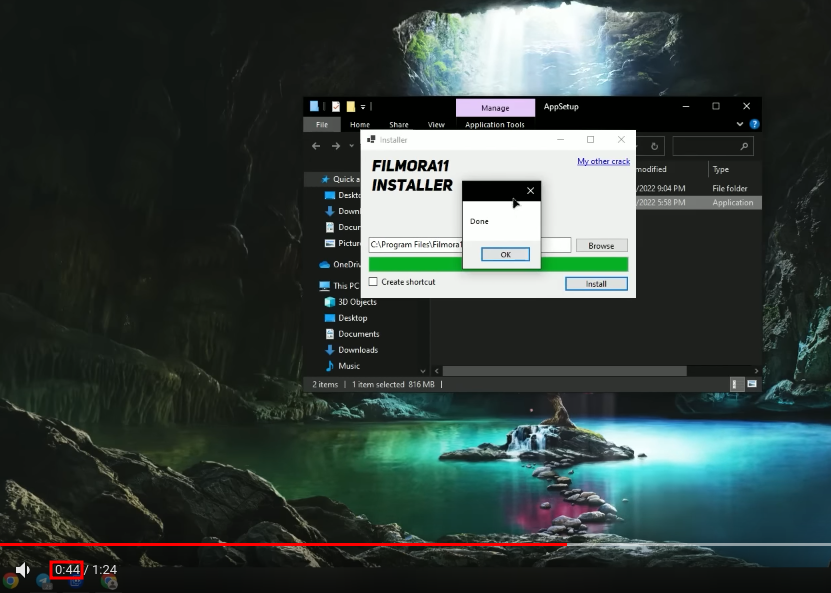 Manage
AppSetup
File
Home
Share
View
Application Tools
Installer
FILMORA11
INSTALLER
My other crack
modified
Type
/2022 9:04 PM
File folder
/2022 5:58 PM
Application
Quick a
Deskto
Downl
Docur
Picture
OneDriv
This PC
3D Objects
Desktop
Documents
Downloads
Music
Done
OK
C:\Program Files\Filmora1
Browse
Create shortcut
Install
2 items
1 item selected 816 MB
0:44 / 1:24